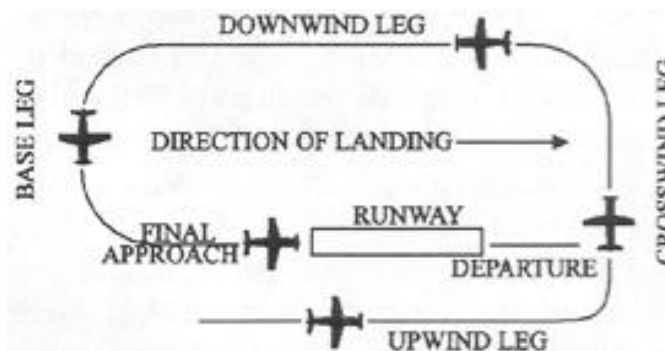 DOWNWIND LEG
BASE LEG
DIRECTION OF LANDING
CROSSWIND LEG
FINAL
APPROACH
RUNWAY
DEPARTURE
UPWIND LEG